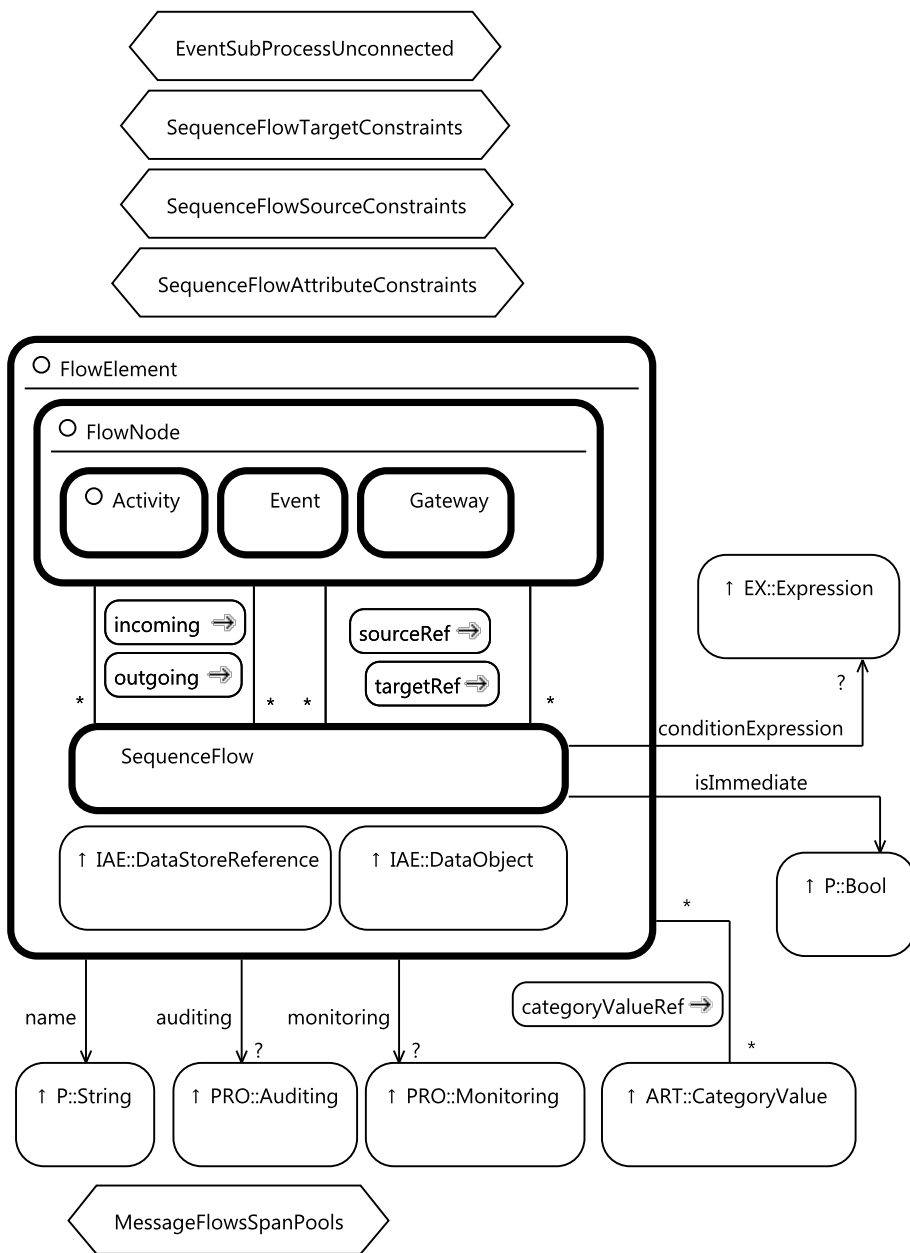 EventSubProcessUnconnected
SequenceFlowTargetConstraints
SequenceFlowSourceConstraints
SequenceFlowAttributeConstraints
FlowElement
FlowNode
Activity
Event
Gateway
incoming
outgoing
sourceRef
targetRef
* * * *
↑ EX::Expression
?
conditionExpression
SequenceFlow
isImmediate
↑ IAE::DataStoreReference
↑ IAE::DataObject
↑ P::Bool
*
categoryValueRef
name
auditing
monitoring
? ? *
↑ P::String
↑ PRO::Auditing
↑ PRO::Monitoring
↑ ART::CategoryValue
MessageFlowsSpanPools